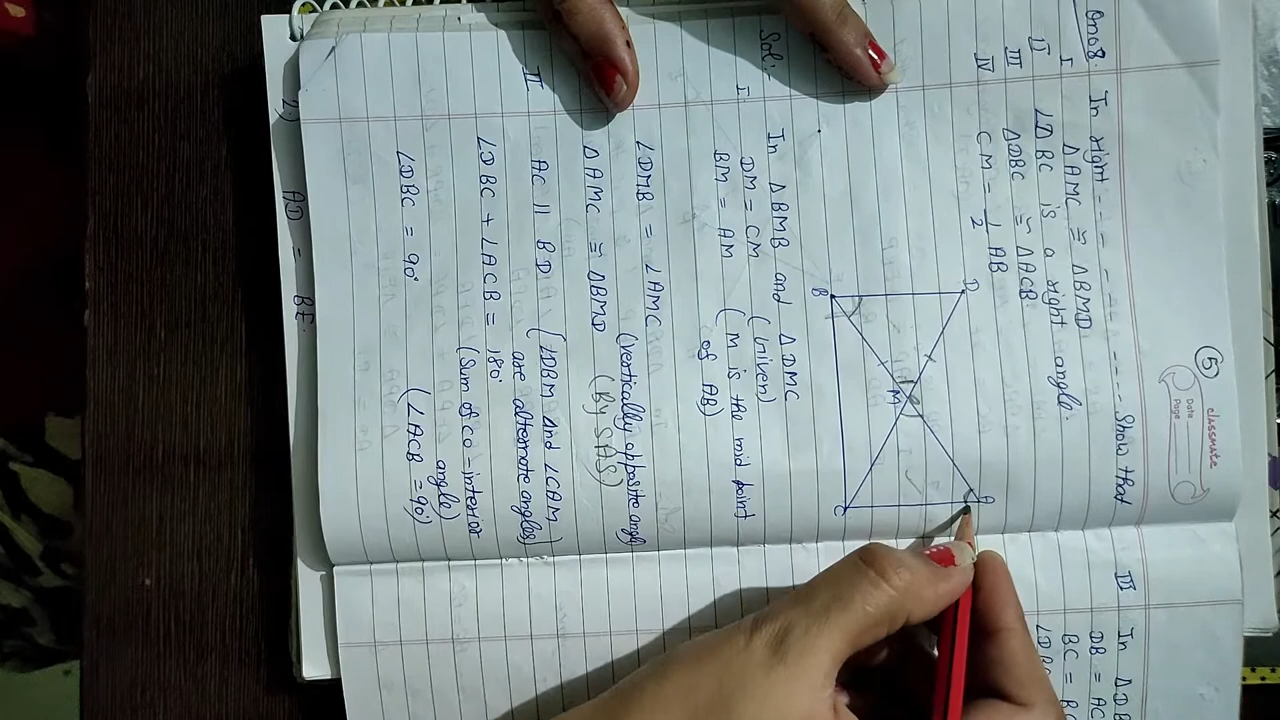 classmate
Date
Page
5
Qno 8. In right - - - - - - - - Show that
I ΔAMC ≅ ΔBMD
II ∠DBC is a right angle.
III ΔDBC ≅ ΔACB
IV CM = 1/2 AB
D
A
M
B
C
Sol:- In ΔBMB and ΔDMC
I. DM = CM (Given)
BM = AM (M is the mid point
of AB)
∠DMB = ∠AMC (vertically opposite angle
ΔAMC ≅ ΔBMD (By SAS)
II AC || BD (∠DBM and ∠CAM
are alternate angles)
∠DBC + ∠ACB = 180°
(Sum of co-interior
angle)
∠DBC = 90° (∠ACB = 90°)
2) AD = BE.
III In ΔDB
DB = AC
BC = BC